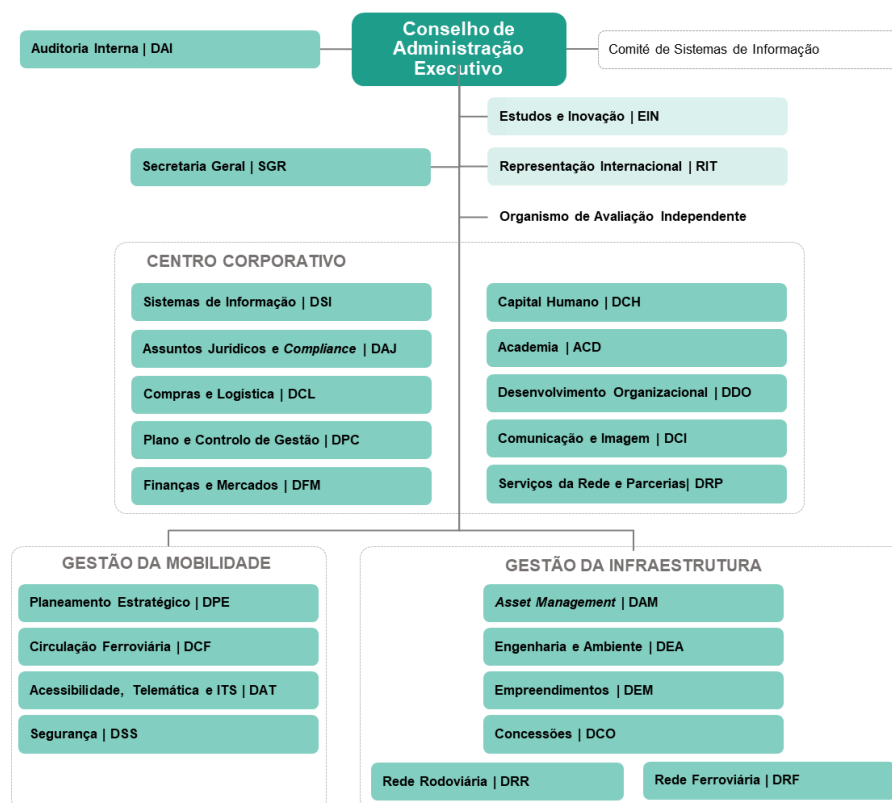 Conselho de
Administração
Executivo
Auditoria Interna | DAI
Comité de Sistemas de Informação
Estudos e Inovação | EIN
Secretaria Geral | SGR
Representação Internacional | RIT
Organismo de Avaliação Independente
CENTRO CORPORATIVO
Sistemas de Informação | DSI
Assuntos Jurídicos e Compliance | DAJ
Compras e Logística | DCL
Plano e Controlo de Gestão | DPC
Finanças e Mercados | DFM
Capital Humano | DCH
Academia | ACD
Desenvolvimento Organizacional | DDO
Comunicação e Imagem | DCI
Serviços da Rede e Parcerias| DRP
GESTÃO DA MOBILIDADE
Planeamento Estratégico | DPE
Circulação Ferroviária | DCF
Acessibilidade, Telemática e ITS | DAT
Segurança | DSS
GESTÃO DA INFRAESTRUTURA
Asset Management | DAM
Engenharia e Ambiente | DEA
Empreendimentos | DEM
Concessões | DCO
Rede Rodoviária | DRR
Rede Ferroviária | DRF